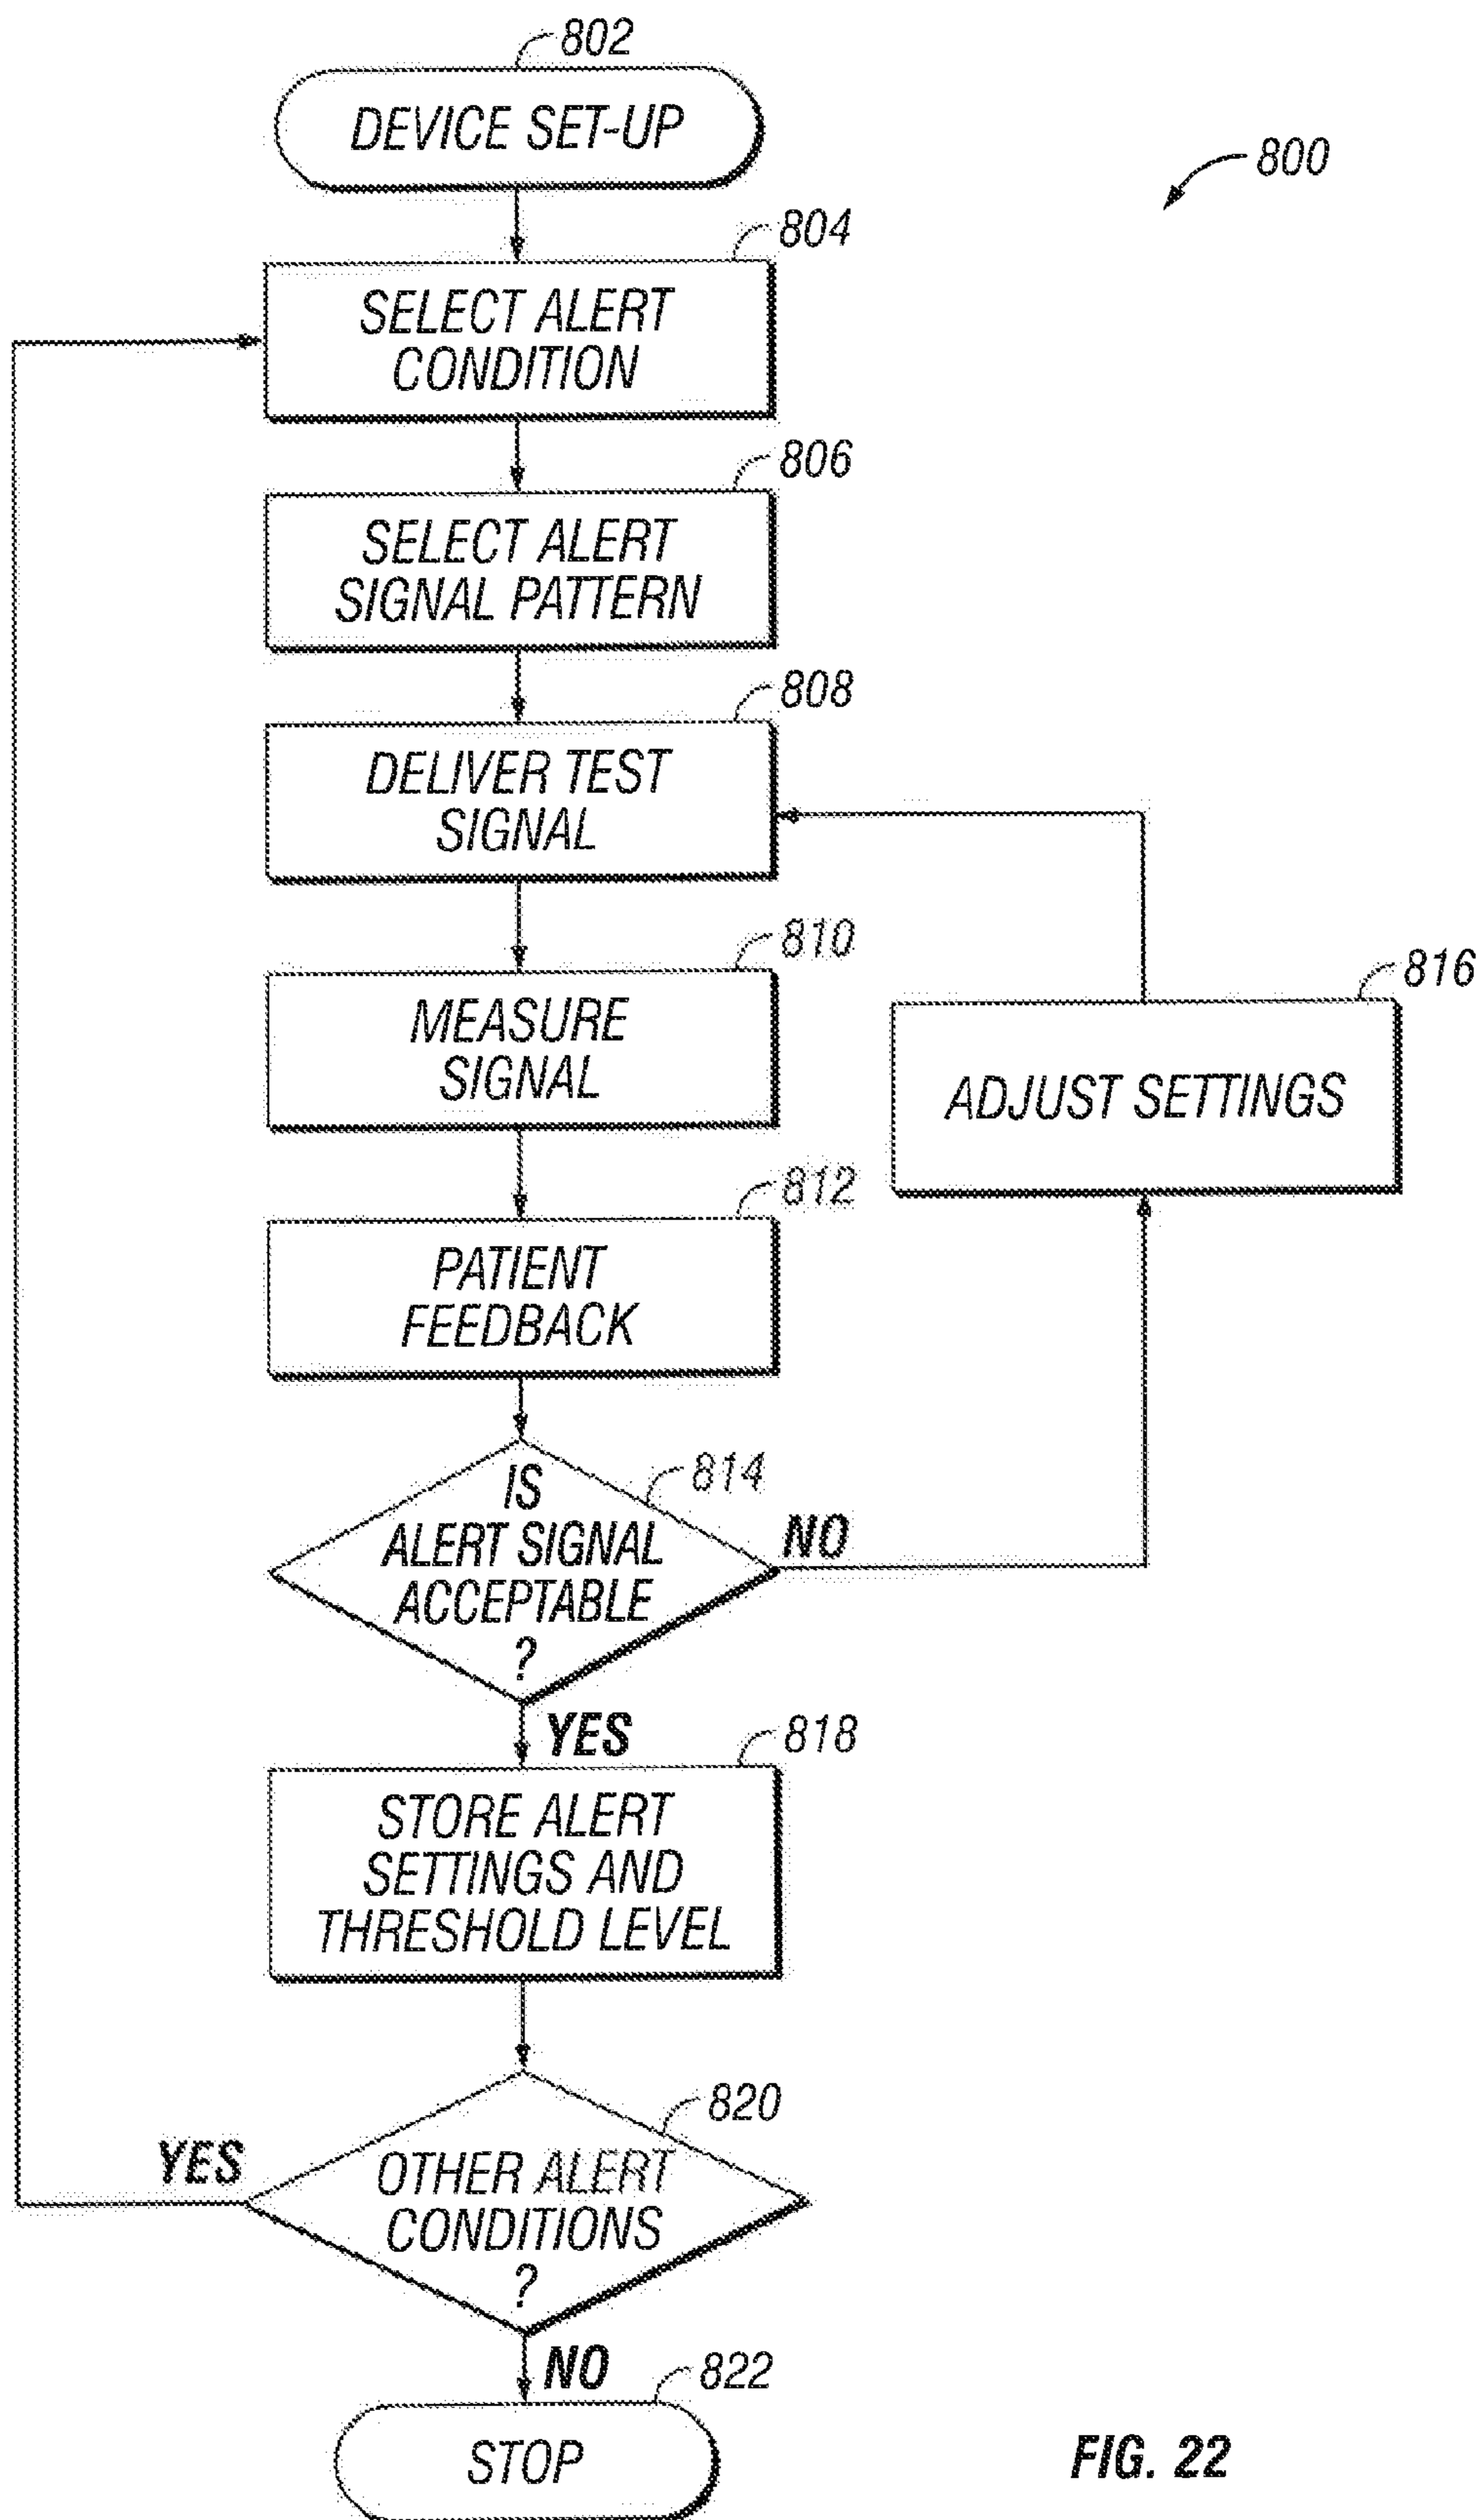 802
DEVICE SET-UP
800
804
SELECT ALERT
CONDITION
806
SELECT ALERT
SIGNAL PATTERN
808
DELIVER TEST
SIGNAL
810
MEASURE
SIGNAL
816
ADJUST SETTINGS
812
PATIENT
FEEDBACK
814
IS
ALERT SIGNAL
ACCEPTABLE
?
NO
YES
818
STORE ALERT
SETTINGS AND
THRESHOLD LEVEL
820
YES
OTHER ALERT
CONDITIONS
?
NO
822
STOP
FIG. 22